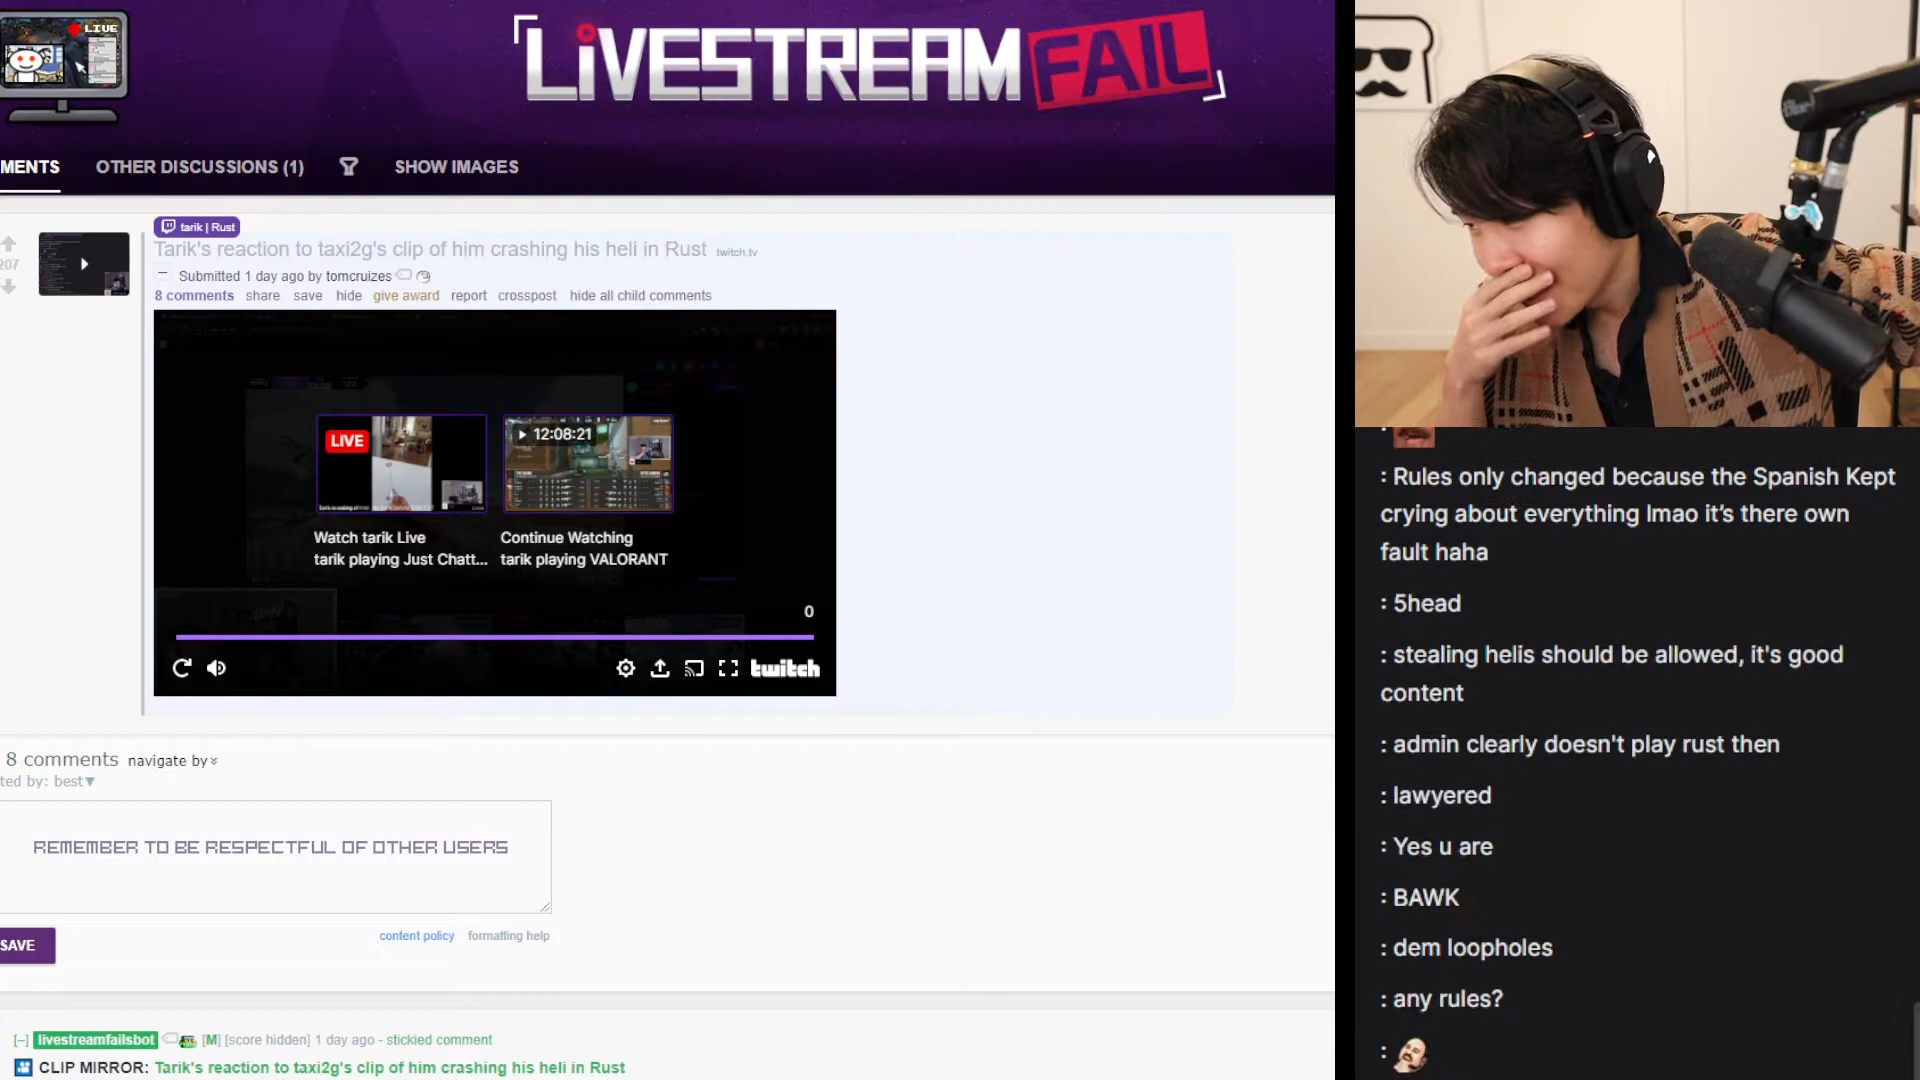 LIVE
LIVESTREAM FAIL
MENTS
OTHER DISCUSSIONS (1)
SHOW IMAGES
tarik | Rust
207
Tarik's reaction to taxi2g's clip of him crashing his heli in Rust twitch.tv
Submitted 1 day ago by tomcruizes
8 comments share save hide give award report crosspost hide all child comments
LIVE
12:08:21
Watch tarik Live
tarik playing Just Chatt...
Continue Watching
tarik playing VALORANT
0
twitch
8 comments navigate by
ted by: best
REMEMBER TO BE RESPECTFUL OF OTHER USERS
content policy formatting help
SAVE
[–] livestreamfailsbot [M] [score hidden] 1 day ago - stickied comment
CLIP MIRROR: Tarik's reaction to taxi2g's clip of him crashing his heli in Rust
: Rules only changed because the Spanish Kept
crying about everything lmao it’s there own
fault haha
: 5head
: stealing helis should be allowed, it's good
content
: admin clearly doesn't play rust then
: lawyered
: Yes u are
: BAWK
: dem loopholes
: any rules?
: